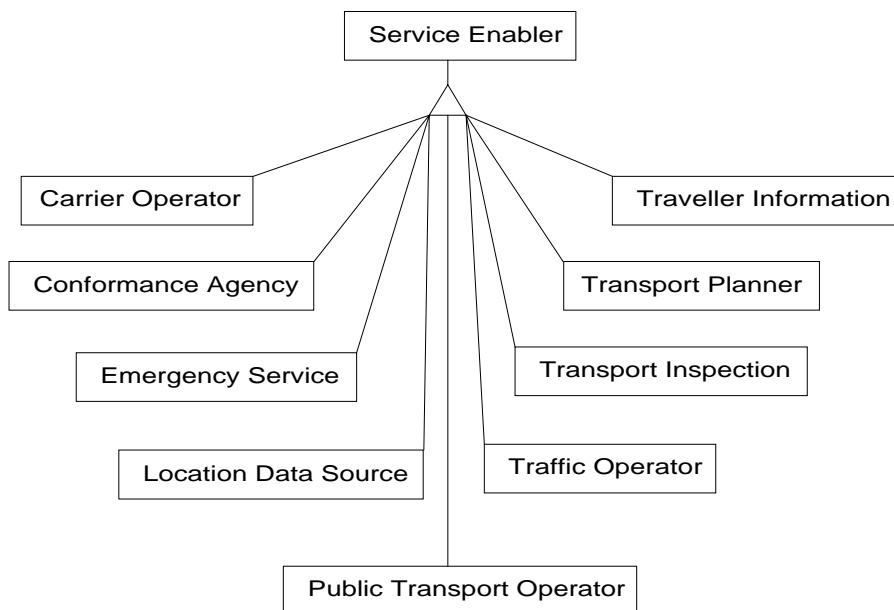 Service Enabler
Carrier Operator
Traveller Information
Conformance Agency
Transport Planner
Emergency Service
Transport Inspection
Location Data Source
Traffic Operator
Public Transport Operator